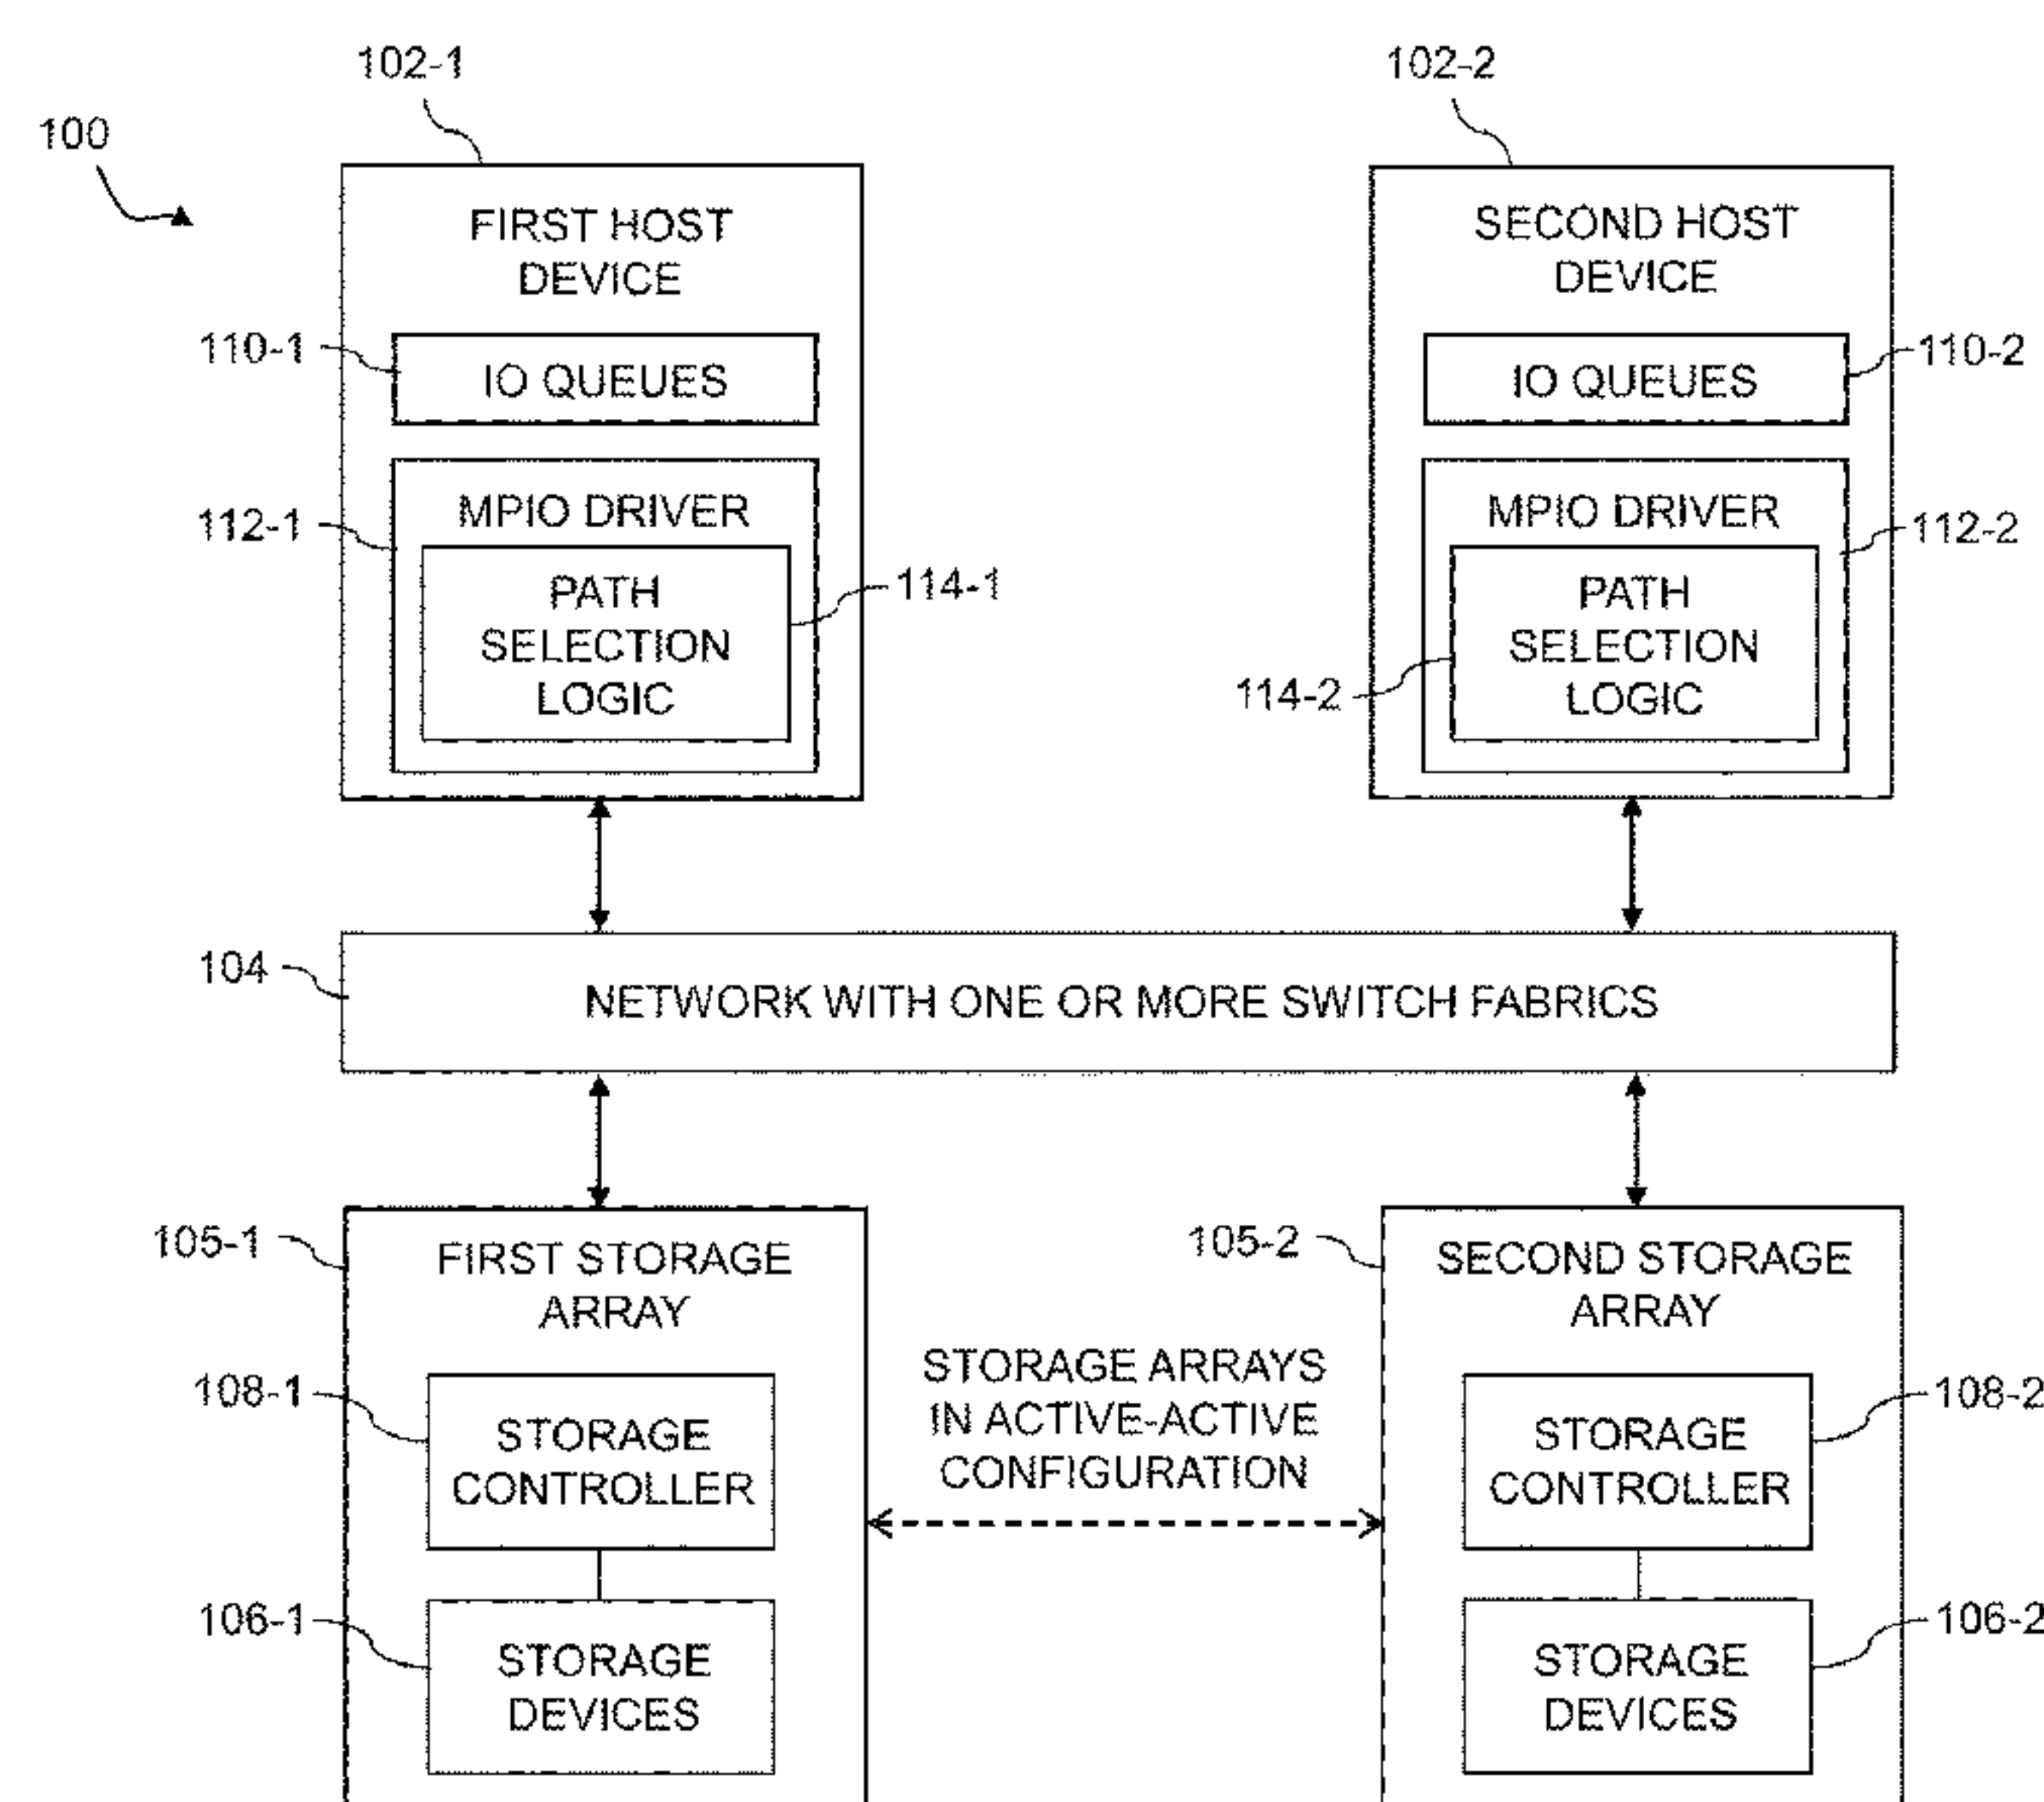 102-1
102-2
100
FIRST HOST
DEVICE
SECOND HOST
DEVICE
110-1
IO QUEUES
IO QUEUES
110-2
112-1
MPIO DRIVER
MPIO DRIVER
112-2
PATH
SELECTION
LOGIC
114-1
PATH
SELECTION
LOGIC
114-2
104
NETWORK WITH ONE OR MORE SWITCH FABRICS
105-1
FIRST STORAGE
ARRAY
105-2
SECOND STORAGE
ARRAY
108-1
STORAGE
CONTROLLER
STORAGE ARRAYS
IN ACTIVE-ACTIVE
CONFIGURATION
STORAGE
CONTROLLER
108-2
106-1
STORAGE
DEVICES
STORAGE
DEVICES
106-2